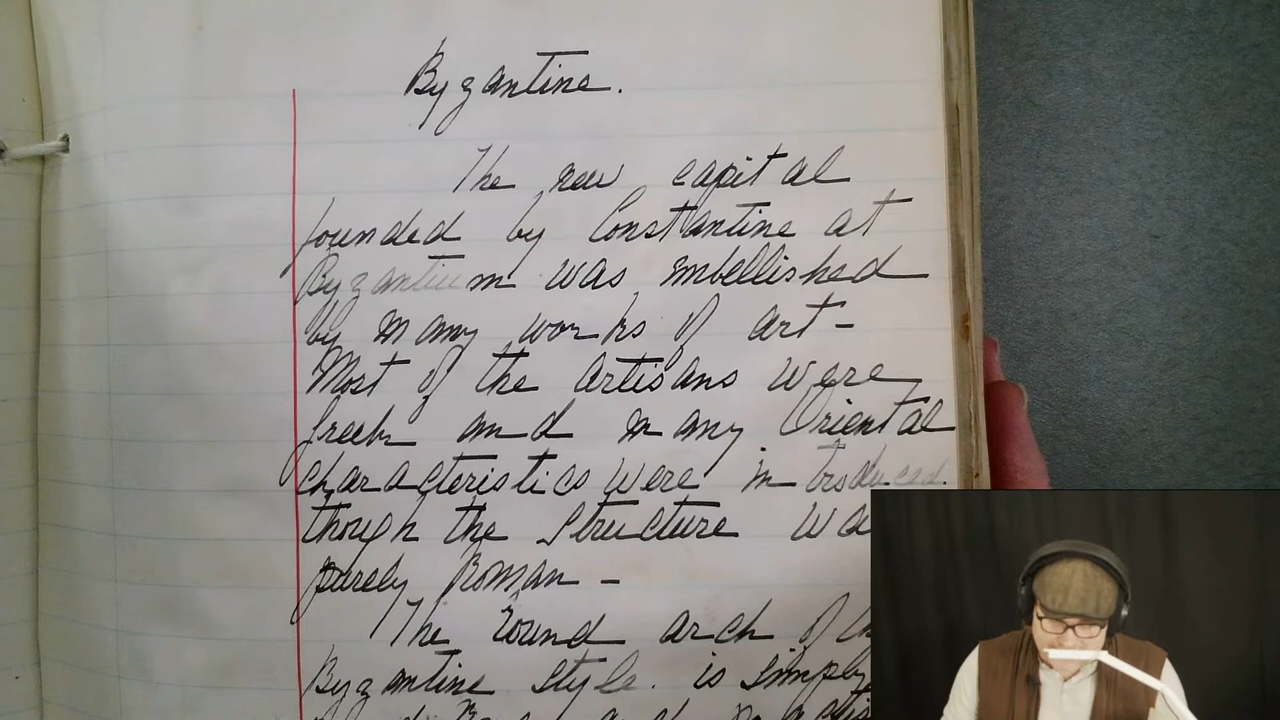 Byzantine.
The new capital
founded by Constantine at
Byzantium was embellished
by many works of art -
Most of the artisans were
Greek and many Oriental
characteristics were introduced.
though the structure
purely Roman -
The round arch of
Byzantine Style. is simply